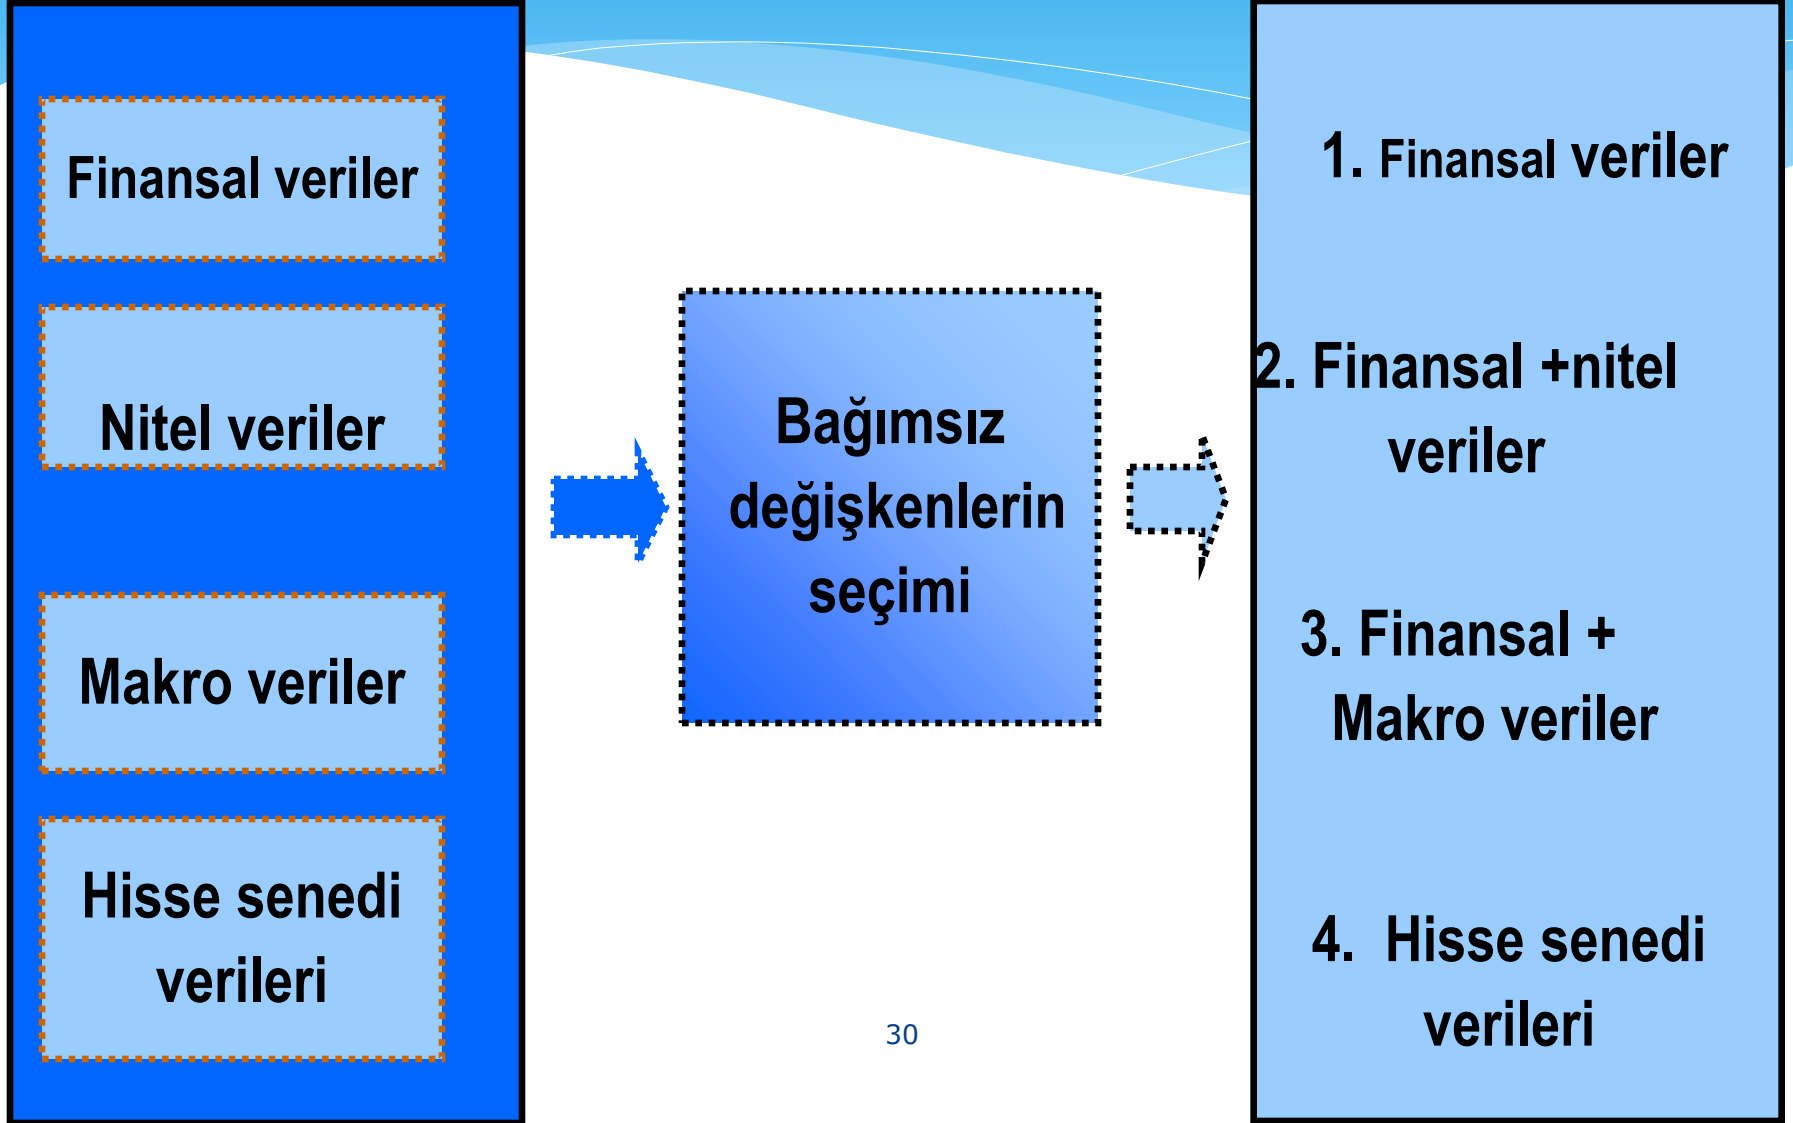 Finansal veriler
Nitel veriler
Makro veriler
Hisse senedi
verileri
Bağımsız
değişkenlerin
seçimi
1. Finansal veriler
2. Finansal +nitel
veriler
3. Finansal +
Makro veriler
4. Hisse senedi
verileri
30